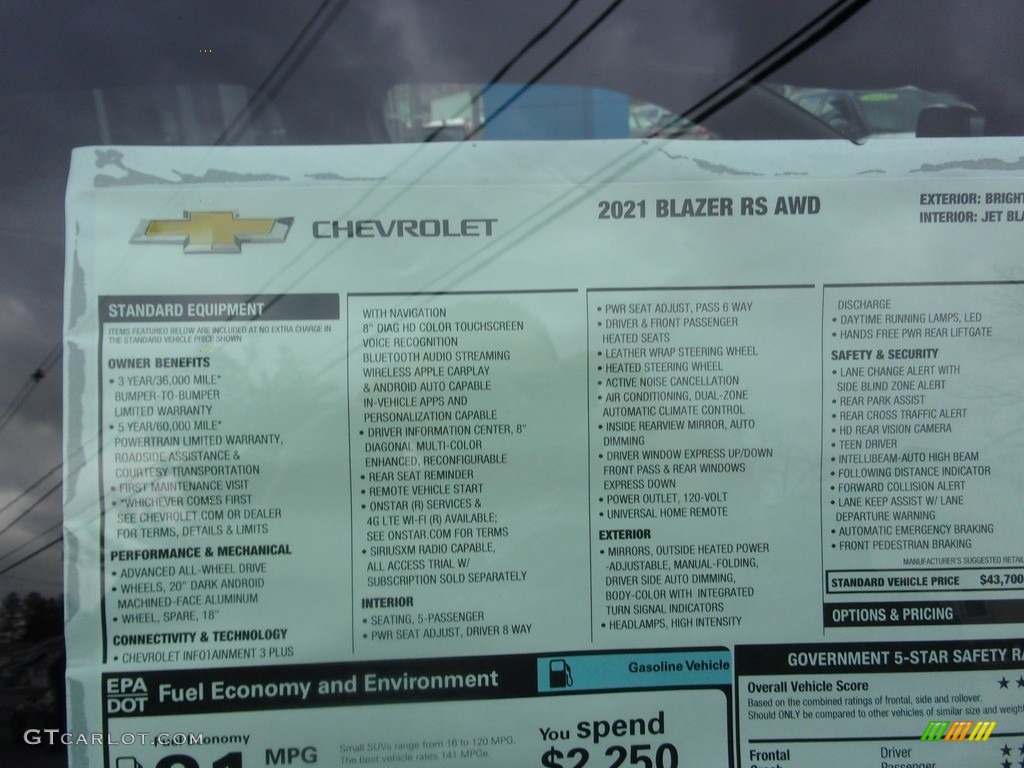 CHEVROLET
2021 BLAZER RS AWD
EXTERIOR: BRIGHT
INTERIOR: JET BLA
STANDARD EQUIPMENT
ITEMS FEATURED BELOW ARE INCLUDED AT NO EXTRA CHARGE IN
THE STANDARD VEHICLE PRICE SHOWN
OWNER BENEFITS
• 3 YEAR/36,000 MILE*
BUMPER-TO-BUMPER
LIMITED WARRANTY
• 5 YEAR/60,000 MILE*
POWERTRAIN LIMITED WARRANTY,
ROADSIDE ASSISTANCE &
COURTESY TRANSPORTATION
• FIRST MAINTENANCE VISIT
• *WHICHEVER COMES FIRST
SEE CHEVROLET.COM OR DEALER
FOR TERMS, DETAILS & LIMITS
PERFORMANCE & MECHANICAL
• ADVANCED ALL-WHEEL DRIVE
• WHEELS, 20" DARK ANDROID
MACHINED-FACE ALUMINUM
• WHEEL, SPARE, 18"
CONNECTIVITY & TECHNOLOGY
• CHEVROLET INFOTAINMENT 3 PLUS
WITH NAVIGATION
8" DIAG HD COLOR TOUCHSCREEN
VOICE RECOGNITION
BLUETOOTH AUDIO STREAMING
WIRELESS APPLE CARPLAY
& ANDROID AUTO CAPABLE
IN-VEHICLE APPS AND
PERSONALIZATION CAPABLE
• DRIVER INFORMATION CENTER, 8"
DIAGONAL MULTI-COLOR
ENHANCED, RECONFIGURABLE
• REAR SEAT REMINDER
• REMOTE VEHICLE START
• ONSTAR (R) SERVICES &
4G LTE WI-FI (R) AVAILABLE;
SEE ONSTAR.COM FOR TERMS
• SIRIUSXM RADIO CAPABLE,
ALL ACCESS TRIAL W/
SUBSCRIPTION SOLD SEPARATELY
INTERIOR
• SEATING, 5-PASSENGER
• PWR SEAT ADJUST, DRIVER 8 WAY
• PWR SEAT ADJUST, PASS 6 WAY
• DRIVER & FRONT PASSENGER
HEATED SEATS
• LEATHER WRAP STEERING WHEEL
• HEATED STEERING WHEEL
• ACTIVE NOISE CANCELLATION
• AIR CONDITIONING, DUAL-ZONE
AUTOMATIC CLIMATE CONTROL
• INSIDE REARVIEW MIRROR, AUTO
DIMMING
• DRIVER WINDOW EXPRESS UP/DOWN
FRONT PASS & REAR WINDOWS
EXPRESS DOWN
• POWER OUTLET, 120-VOLT
• UNIVERSAL HOME REMOTE
EXTERIOR
• MIRRORS, OUTSIDE HEATED POWER
-ADJUSTABLE, MANUAL-FOLDING,
DRIVER SIDE AUTO DIMMING,
BODY-COLOR WITH INTEGRATED
TURN SIGNAL INDICATORS
• HEADLAMPS, HIGH INTENSITY
DISCHARGE
• DAYTIME RUNNING LAMPS, LED
• HANDS FREE PWR REAR LIFTGATE
SAFETY & SECURITY
• LANE CHANGE ALERT WITH
SIDE BLIND ZONE ALERT
• REAR PARK ASSIST
• REAR CROSS TRAFFIC ALERT
• HD REAR VISION CAMERA
• TEEN DRIVER
• INTELLIBEAM-AUTO HIGH BEAM
• FOLLOWING DISTANCE INDICATOR
• FORWARD COLLISION ALERT
• LANE KEEP ASSIST W/ LANE
DEPARTURE WARNING
• AUTOMATIC EMERGENCY BRAKING
• FRONT PEDESTRIAN BRAKING
MANUFACTURER'S SUGGESTED RETAIL
STANDARD VEHICLE PRICE $43,700
OPTIONS & PRICING
EPA
DOT
Fuel Economy and Environment
Gasoline Vehicle
Fuel Economy
21 MPG
Small SUVs range from 16 to 120 MPG.
The best vehicle rates 141 MPGe.
You spend
$2,250
GOVERNMENT 5-STAR SAFETY RA
Overall Vehicle Score
Based on the combined ratings of frontal, side and rollover.
Should ONLY be compared to other vehicles of similar size and weight
Frontal Driver
Crash Passenger
GTCARLOT.COM